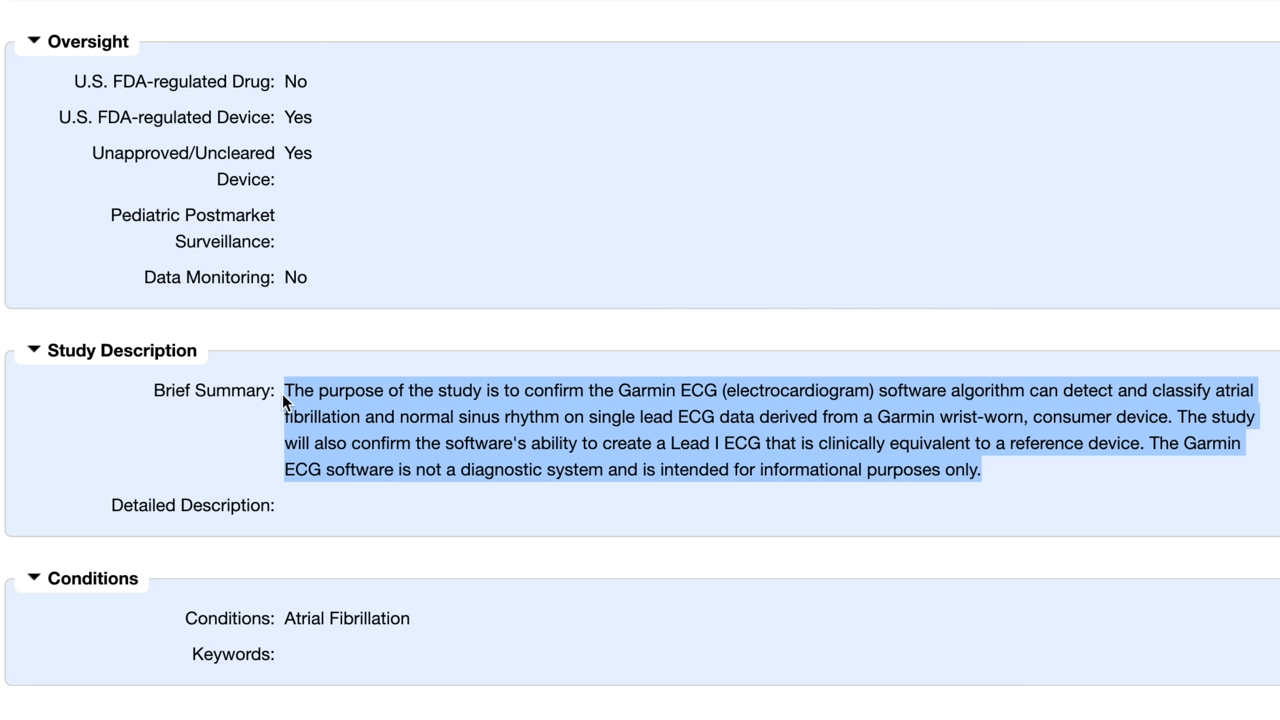 Oversight
U.S. FDA-regulated Drug: No
U.S. FDA-regulated Device: Yes
Unapproved/Uncleared Yes
Device:
Pediatric Postmarket
Surveillance:
Data Monitoring: No
Study Description
Brief Summary: The purpose of the study is to confirm the Garmin ECG (electrocardiogram) software algorithm can detect and classify atrial
fibrillation and normal sinus rhythm on single lead ECG data derived from a Garmin wrist-worn, consumer device. The study
will also confirm the software's ability to create a Lead I ECG that is clinically equivalent to a reference device. The Garmin
ECG software is not a diagnostic system and is intended for informational purposes only.
Detailed Description:
Conditions
Conditions: Atrial Fibrillation
Keywords: